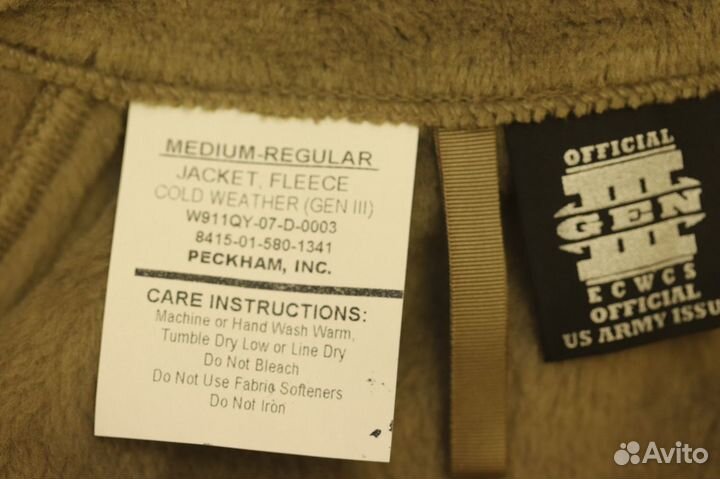 MEDIUM-REGULAR
JACKET, FLEECE
COLD WEATHER (GEN III)
W911QY-07-D-0003
8415-01-580-1341
PECKHAM, INC.
CARE INSTRUCTIONS:
Machine or Hand Wash Warm,
Tumble Dry Low or Line Dry
Do Not Bleach
Do Not Use Fabric Softeners
Do Not Iron
OFFICIAL
III
GEN
ECWCS
OFFICIAL
US ARMY ISSU
Avito